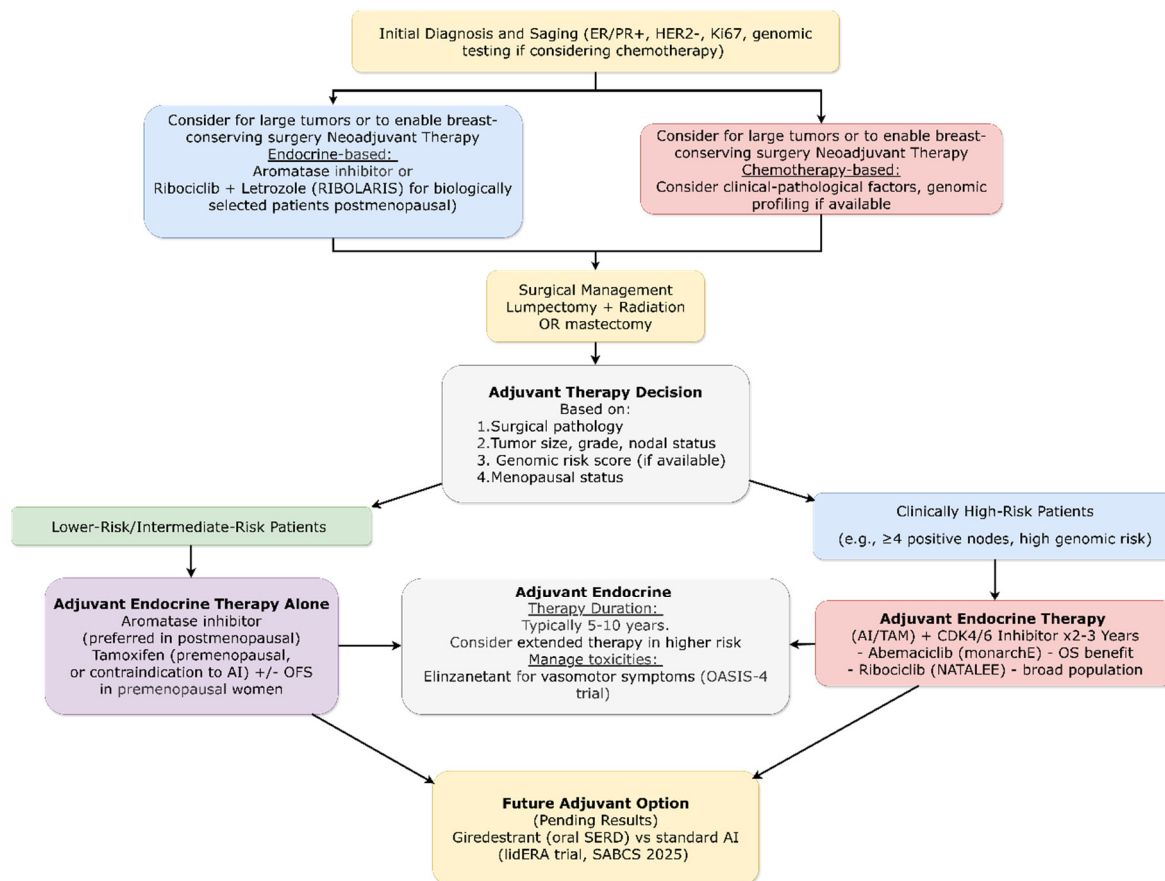 Initial Diagnosis and Saging (ER/PR+, HER2-, Ki67, genomic
testing if considering chemotherapy)
Consider for large tumors or to enable breast-
conserving surgery Neoadjuvant Therapy
Endocrine-based:
Aromatase inhibitor or
Ribociclib + Letrozole (RIBOLARIS) for biologically
selected patients postmenopausal)
Consider for large tumors or to enable breast-
conserving surgery Neoadjuvant Therapy
Chemotherapy-based:
Consider clinical-pathological factors, genomic
profiling if available
Surgical Management
Lumpectomy + Radiation
OR mastectomy
Adjuvant Therapy Decision
Based on:
1.Surgical pathology
2.Tumor size, grade, nodal status
3. Genomic risk score (if available)
4.Menopausal status
Lower-Risk/Intermediate-Risk Patients
Clinically High-Risk Patients
(e.g., ≥4 positive nodes, high genomic risk)
Adjuvant Endocrine Therapy Alone
Aromatase inhibitor
(preferred in postmenopausal)
Tamoxifen (premenopausal,
or contraindication to AI) +/- OFS
in premenopausal women
Adjuvant Endocrine
Therapy Duration:
Typically 5-10 years.
Consider extended therapy in higher risk
Manage toxicities:
Elinzanetant for vasomotor symptoms (OASIS-4
trial)
Adjuvant Endocrine Therapy
(AI/TAM) + CDK4/6 Inhibitor x2-3 Years
- Abemaciclib (monarchE) - OS benefit
- Ribociclib (NATALEE) - broad population
Future Adjuvant Option
(Pending Results)
Giredestrant (oral SERD) vs standard AI
(lidERA trial, SABCS 2025)